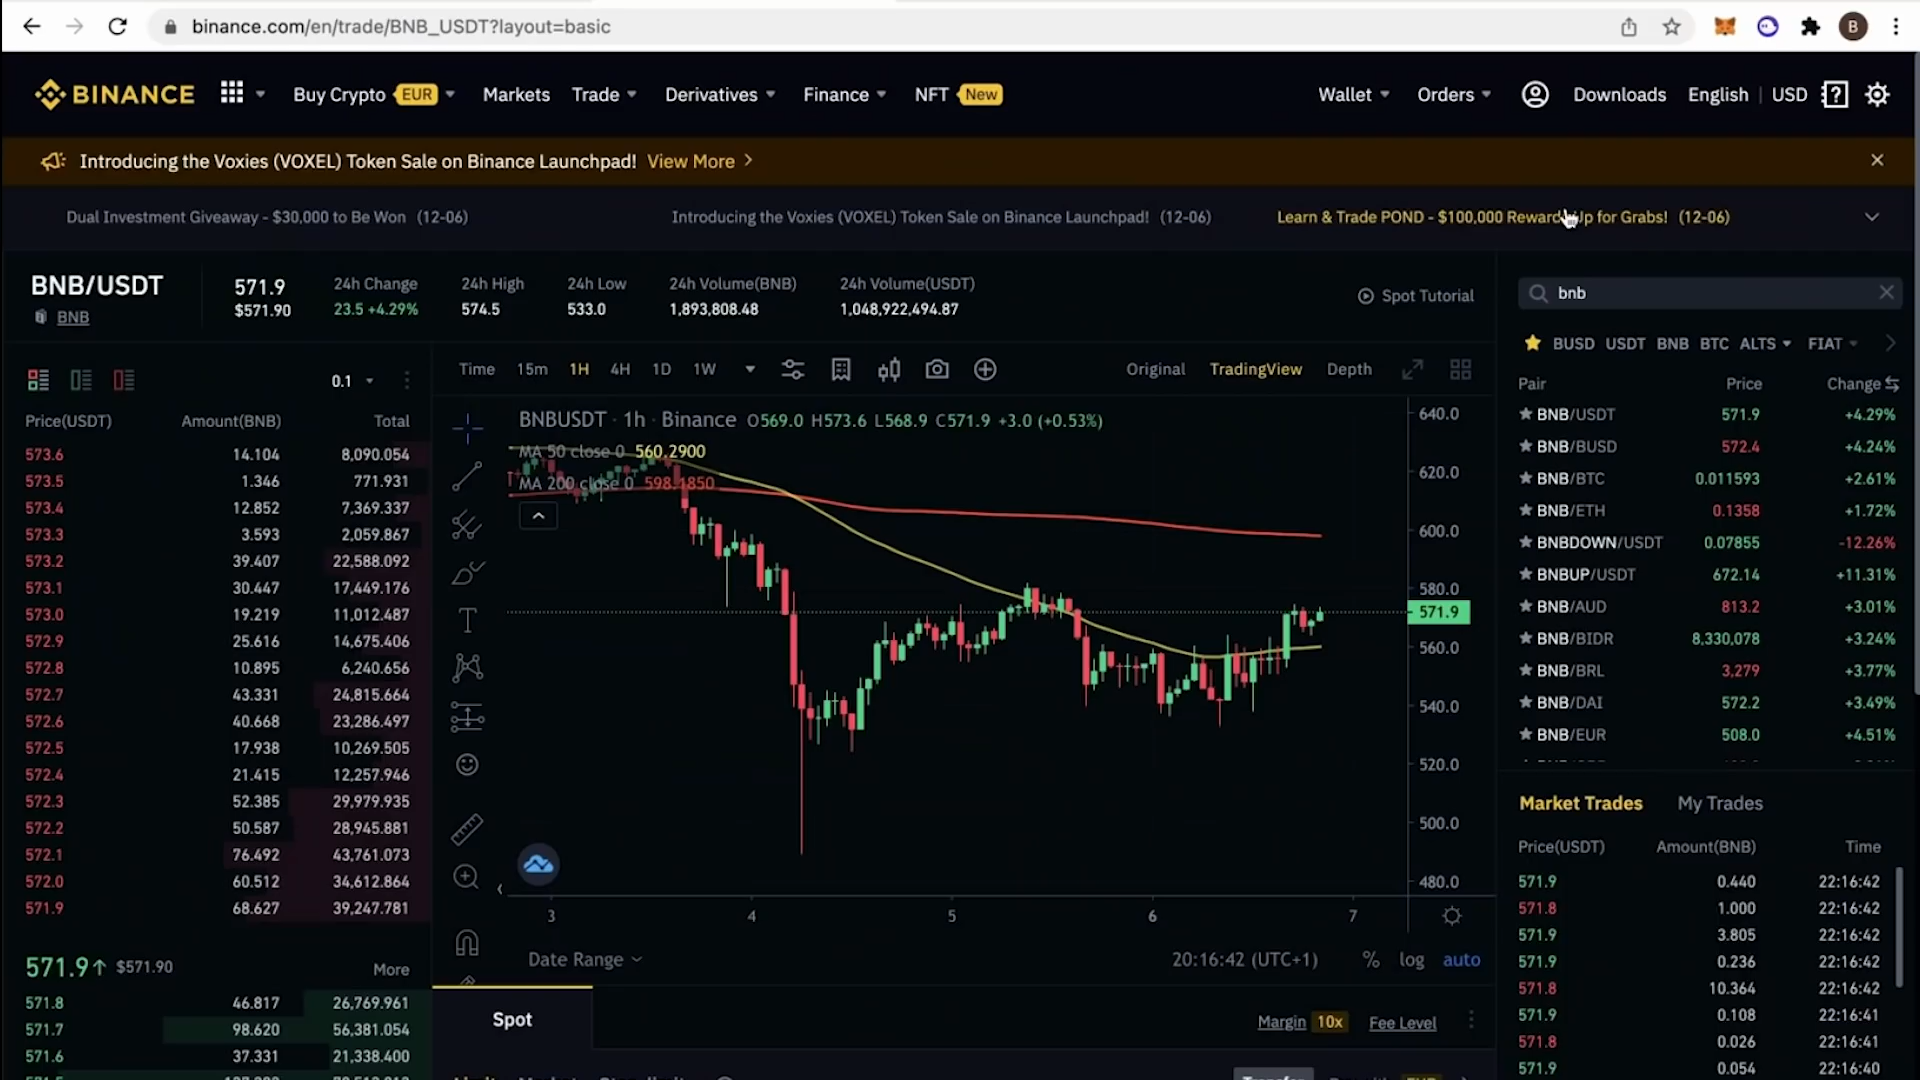 binance.com/en/trade/BNB_USDT?layout=basic
B
BINANCE Buy Crypto EUR Markets Trade Derivatives Finance NFT New Wallet Orders Downloads English | USD
Introducing the Voxies (VOXEL) Token Sale on Binance Launchpad! View More
Dual Investment Giveaway - $30,000 to Be Won (12-06) Introducing the Voxies (VOXEL) Token Sale on Binance Launchpad! (12-06) Learn & Trade POND - $100,000 Rewards Up for Grabs! (12-06)
BNB/USDT
BNB
571.9
$571.90
24h Change
23.5 +4.29%
24h High
574.5
24h Low
533.0
24h Volume(BNB)
1,893,808.48
24h Volume(USDT)
1,048,922,494.87
Spot Tutorial
0.1
Price(USDT) Amount(BNB) Total
573.6 14.104 8,090.054
573.5 1.346 771.931
573.4 12.852 7,369.337
573.3 3.593 2,059.867
573.2 39.407 22,588.092
573.1 30.447 17,449.176
573.0 19.219 11,012.487
572.9 25.616 14,675.406
572.8 10.895 6,240.656
572.7 43.331 24,815.664
572.6 40.668 23,286.497
572.5 17.938 10,269.505
572.4 21.415 12,257.946
572.3 52.385 29,979.935
572.2 50.587 28,945.881
572.1 76.492 43,761.073
572.0 60.512 34,612.864
571.9 68.627 39,247.781
571.9↑ $571.90 More
571.8 46.817 26,769.961
571.7 98.620 56,381.054
571.6 37.331 21,338.400
Time 15m 1H 4H 1D 1W Original TradingView Depth
BNBUSDT · 1h · Binance O569.0 H573.6 L568.9 C571.9 +3.0 (+0.53%)
MA 50 close 0 560.2900
MA 200 close 0 598.1850
640.0
620.0
600.0
580.0
571.9
560.0
540.0
520.0
500.0
480.0
3 4 5 6 7
Date Range 20:16:42 (UTC+1) % log auto
Spot Margin 10x Fee Level
bnb
BUSD USDT BNB BTC ALTS FIAT
Pair Price Change
BNB/USDT 571.9 +4.29%
BNB/BUSD 572.4 +4.24%
BNB/BTC 0.011593 +2.61%
BNB/ETH 0.1358 +1.72%
BNBDOWN/USDT 0.07855 -12.26%
BNBUP/USDT 672.14 +11.31%
BNB/AUD 813.2 +3.01%
BNB/BIDR 8,330,078 +3.24%
BNB/BRL 3,279 +3.77%
BNB/DAI 572.2 +3.49%
BNB/EUR 508.0 +4.51%
Market Trades My Trades
Price(USDT) Amount(BNB) Time
571.9 0.440 22:16:42
571.8 1.000 22:16:42
571.9 3.805 22:16:42
571.9 0.236 22:16:42
571.8 10.364 22:16:42
571.9 0.108 22:16:41
571.8 0.026 22:16:41
571.9 0.054 22:16:40